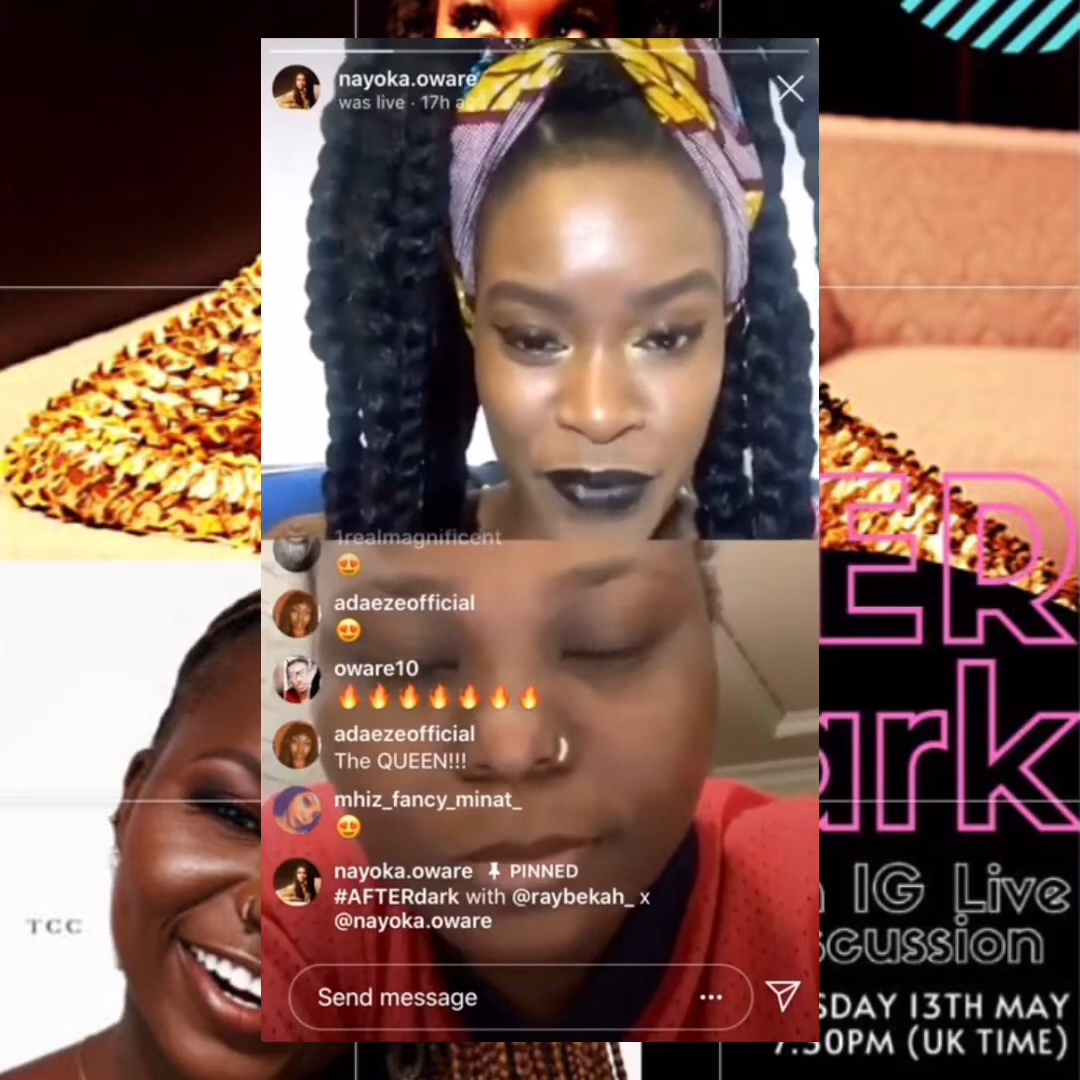 nayoka.oware
was live · 17h
1realmagnificent
😍
adaezeofficial
😍
oware10
🔥🔥🔥🔥🔥🔥🔥
adaezeofficial
The QUEEN!!!
mhiz_fancy_minat_
😍
nayoka.oware PINNED
#AFTERdark with @raybekah_ x
@nayoka.oware
Send message
TCC
ER
ark
IG Live
scussion
SDAY 13TH MAY
7.30PM (UK TIME)